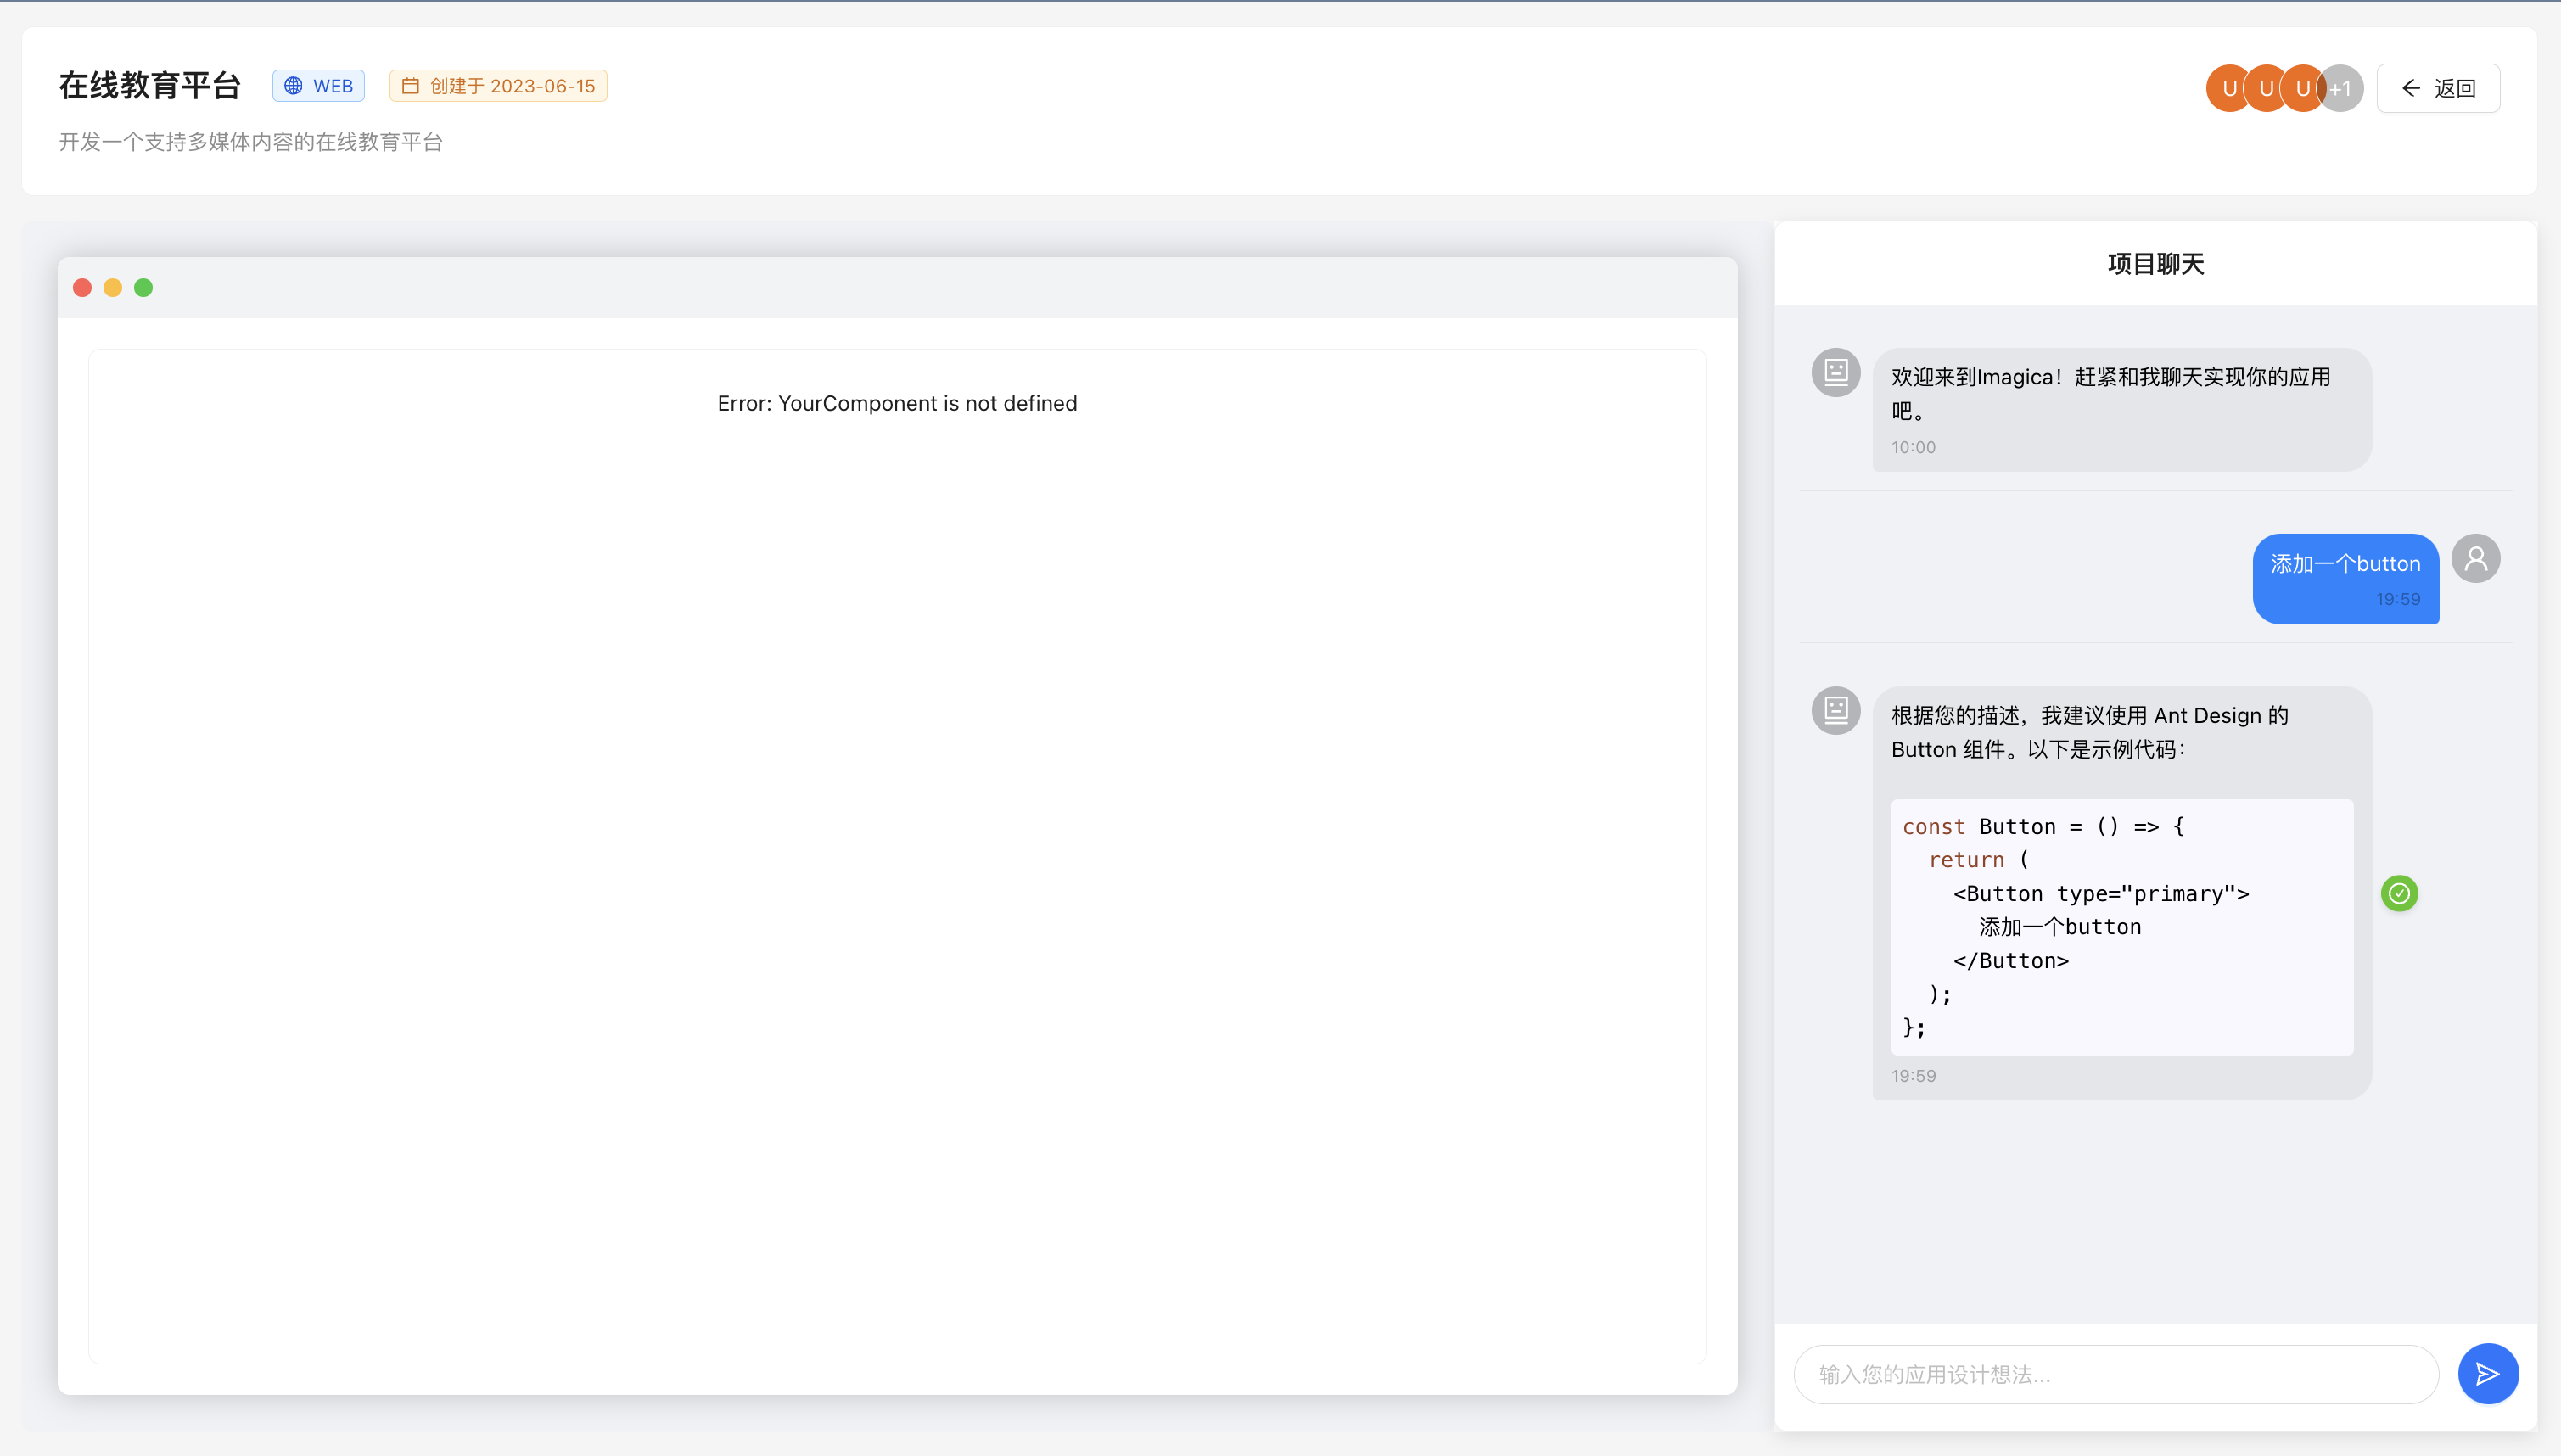 在线教育平台
WEB
创建于 2023-06-15
开发一个支持多媒体内容的在线教育平台
U
U
U
+1
返回
Error: YourComponent is not defined
项目聊天
欢迎来到Imagica！赶紧和我聊天实现你的应用
吧。
10:00
添加一个button
19:59
根据您的描述，我建议使用 Ant Design 的
Button 组件。以下是示例代码：
const Button = () => {
  return (
    <Button type="primary">
      添加一个button
    </Button>
  );
};
19:59
输入您的应用设计想法...